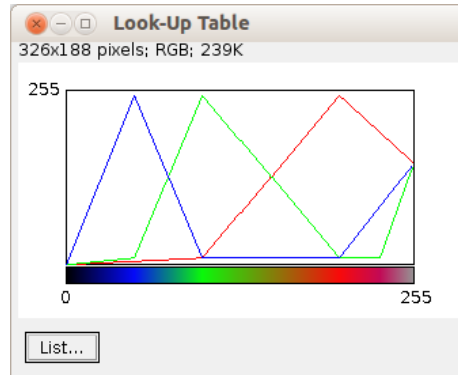 Look-Up Table
326x188 pixels; RGB; 239K
255
0 255
List...